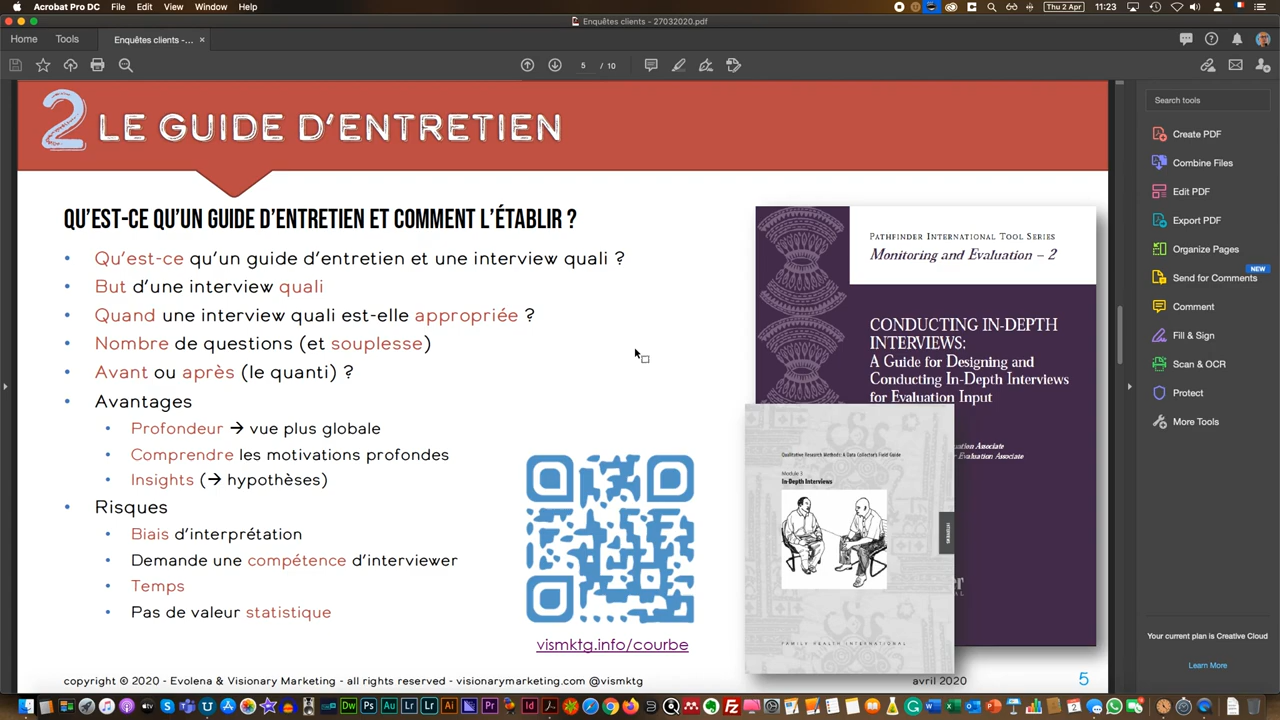 Acrobat Pro DC File Edit View Window Help
Thu 2 Apr 11:23
Enquêtes clients - 27032020.pdf
Home Tools Enquêtes clients -... ×
5 / 10
2 LE GUIDE D'ENTRETIEN
QU'EST-CE QU'UN GUIDE D'ENTRETIEN ET COMMENT L'ÉTABLIR ?
• Qu'est-ce qu'un guide d'entretien et une interview quali ?
• But d'une interview quali
• Quand une interview quali est-elle appropriée ?
• Nombre de questions (et souplesse)
• Avant ou après (le quanti) ?
• Avantages
• Profondeur → vue plus globale
• Comprendre les motivations profondes
• Insights (→ hypothèses)
• Risques
• Biais d'interprétation
• Demande une compétence d'interviewer
• Temps
• Pas de valeur statistique
vismktg.info/courbe
PATHFINDER INTERNATIONAL TOOL SERIES
Monitoring and Evaluation – 2
CONDUCTING IN-DEPTH
INTERVIEWS:
A Guide for Designing and
Conducting In-Depth Interviews
for Evaluation Input
Evaluation Associate
Qualitative Research Methods: A Data Collector's Field Guide
Module 3
In-Depth Interviews
FAMILY HEALTH INTERNATIONAL
copyright © 2020 - Evolena & Visionary Marketing - all rights reserved - visionarymarketing.com @vismktg
avril 2020
5
Search tools
Create PDF
Combine Files
Edit PDF
Export PDF
Organize Pages
NEW
Send for Comments
Comment
Fill & Sign
Scan & OCR
Protect
More Tools
Your current plan is Creative Cloud
Learn More